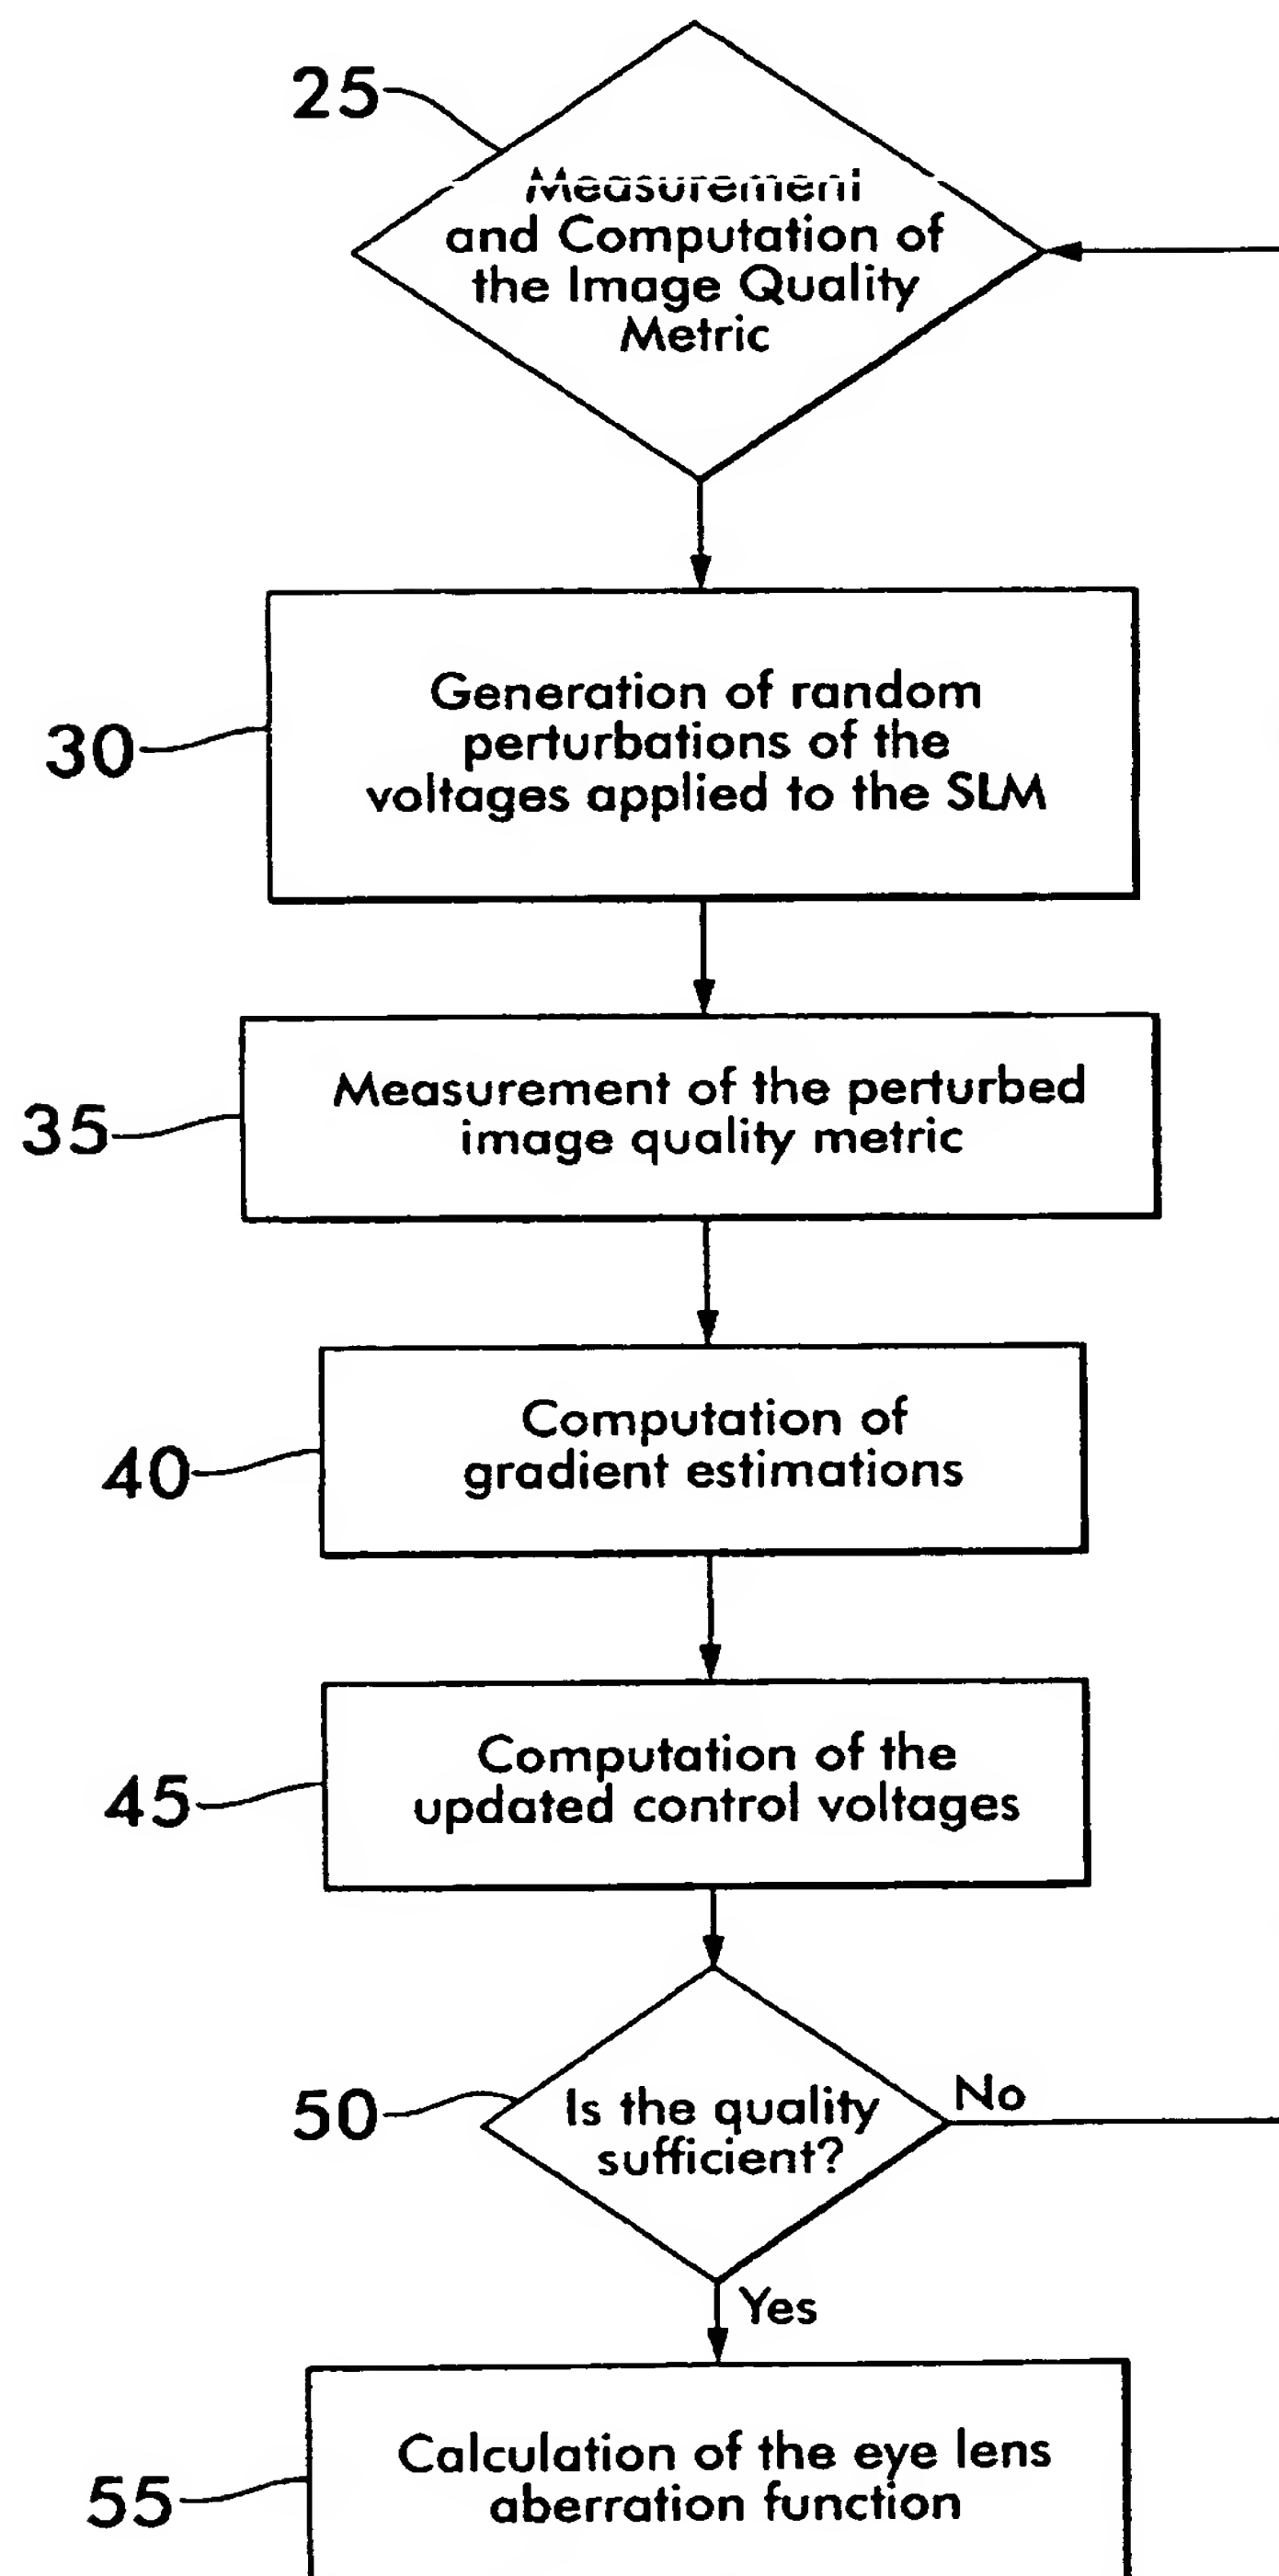 25
Measurement
and Computation of
the Image Quality
Metric
30
Generation of random
perturbations of the
voltages applied to the SLM
35
Measurement of the perturbed
image quality metric
40
Computation of
gradient estimations
45
Computation of the
updated control voltages
50
Is the quality
sufficient?
No
Yes
55
Calculation of the eye lens
aberration function